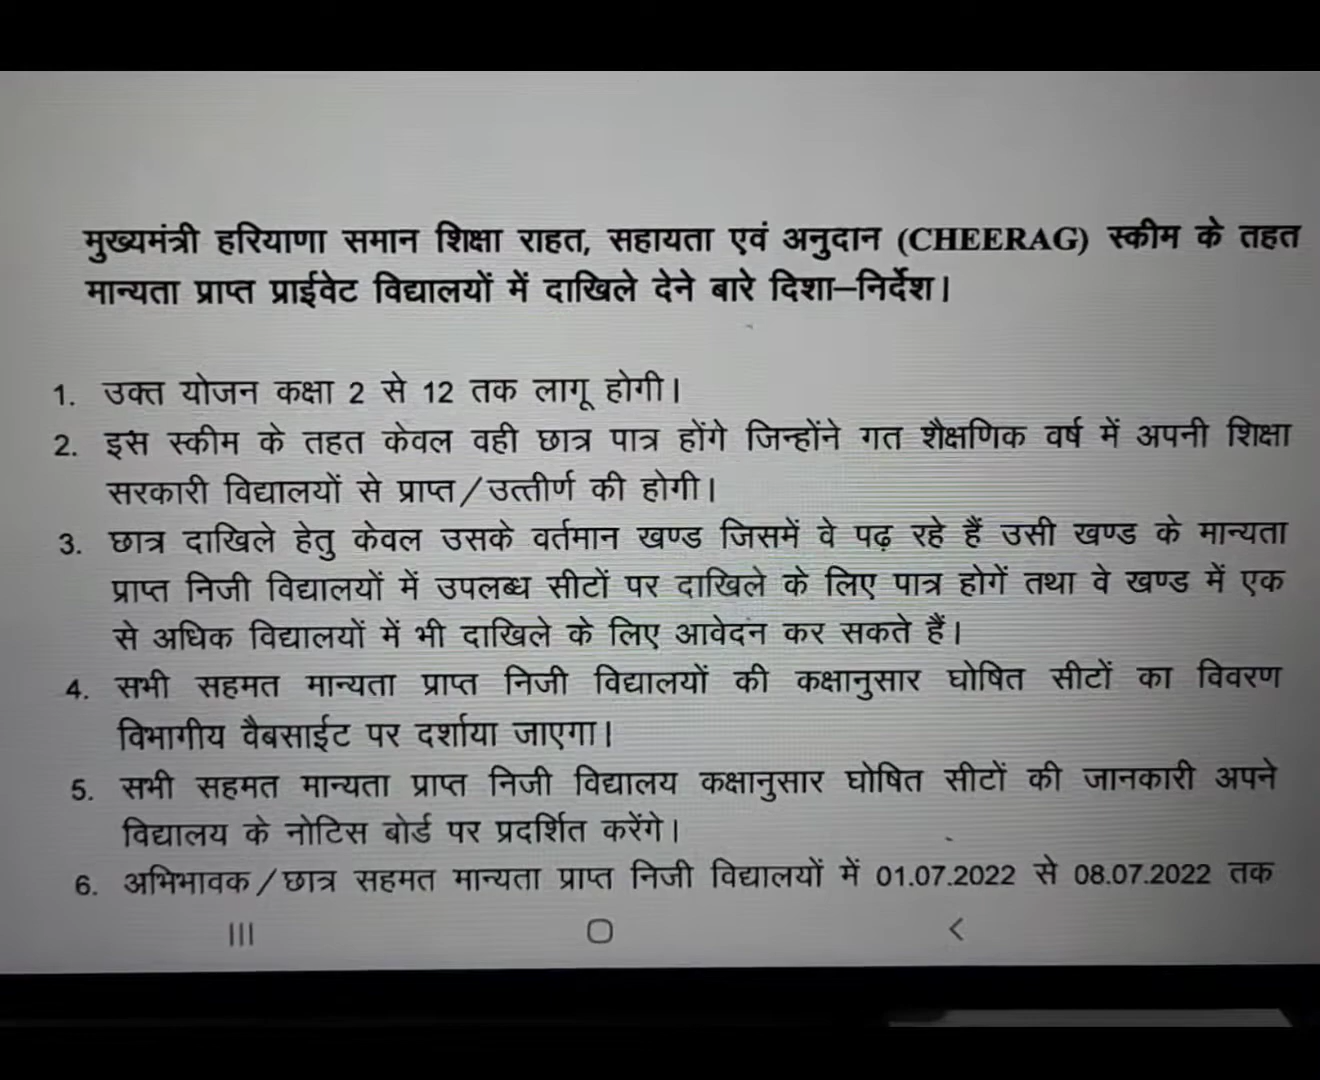 मुख्यमंत्री हरियाणा समान शिक्षा राहत, सहायता एवं अनुदान (CHEERAG) स्कीम के तहत
मान्यता प्राप्त प्राईवेट विद्यालयों में दाखिले देने बारे दिशा–निर्देश।
1. उक्त योजन कक्षा 2 से 12 तक लागू होगी।
2. इस स्कीम के तहत केवल वही छात्र पात्र होंगे जिन्होंने गत शैक्षणिक वर्ष में अपनी शिक्षा
सरकारी विद्यालयों से प्राप्त/उत्तीर्ण की होगी।
3. छात्र दाखिले हेतु केवल उसके वर्तमान खण्ड जिसमें वे पढ़ रहे हैं उसी खण्ड के मान्यता
प्राप्त निजी विद्यालयों में उपलब्ध सीटों पर दाखिले के लिए पात्र होगें तथा वे खण्ड में एक
से अधिक विद्यालयों में भी दाखिले के लिए आवेदन कर सकते हैं।
4. सभी सहमत मान्यता प्राप्त निजी विद्यालयों की कक्षानुसार घोषित सीटों का विवरण
विभागीय वैबसाईट पर दर्शाया जाएगा।
5. सभी सहमत मान्यता प्राप्त निजी विद्यालय कक्षानुसार घोषित सीटों की जानकारी अपने
विद्यालय के नोटिस बोर्ड पर प्रदर्शित करेंगे।
6. अभिभावक/छात्र सहमत मान्यता प्राप्त निजी विद्यालयों में 01.07.2022 से 08.07.2022 तक